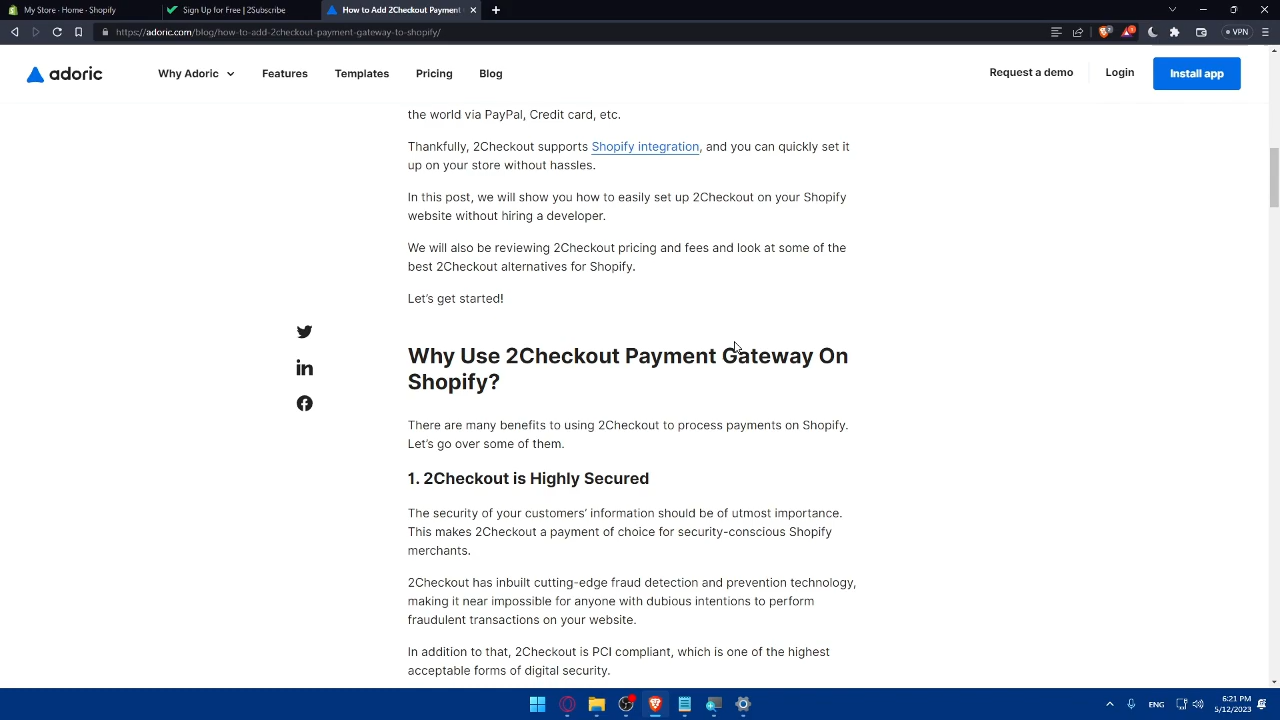 My Store · Home · Shopify
Sign Up for Free | 2Subscribe
How to Add 2Checkout Payment
https://adoric.com/blog/how-to-add-2checkout-payment-gateway-to-shopify/
VPN
adoric
Why Adoric
Features
Templates
Pricing
Blog
Request a demo
Login
Install app
the world via PayPal, Credit card, etc.
Thankfully, 2Checkout supports Shopify integration, and you can quickly set it
up on your store without hassles.
In this post, we will show you how to easily set up 2Checkout on your Shopify
website without hiring a developer.
We will also be reviewing 2Checkout pricing and fees and look at some of the
best 2Checkout alternatives for Shopify.
Let's get started!
Why Use 2Checkout Payment Gateway On
Shopify?
There are many benefits to using 2Checkout to process payments on Shopify.
Let's go over some of them.
1. 2Checkout is Highly Secured
The security of your customers' information should be of utmost importance.
This makes 2Checkout a payment of choice for security-conscious Shopify
merchants.
2Checkout has inbuilt cutting-edge fraud detection and prevention technology,
making it near impossible for anyone with dubious intentions to perform
fraudulent transactions on your website.
In addition to that, 2Checkout is PCI compliant, which is one of the highest
acceptable forms of digital security.
ENG
6:21 PM
5/12/2023